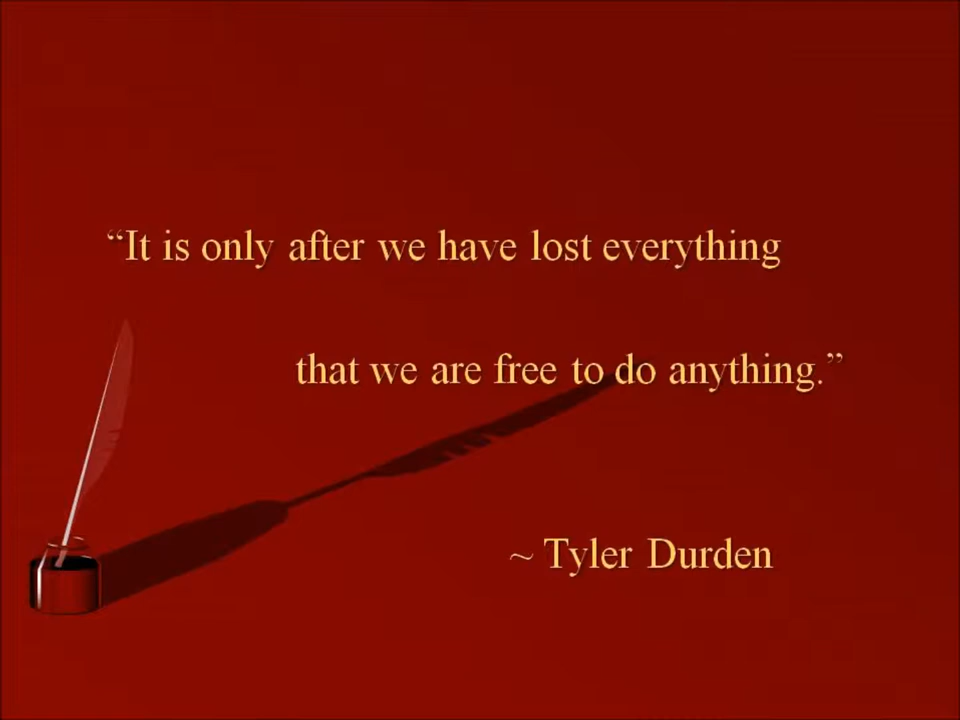 “It is only after we have lost everything
that we are free to do anything.”
~ Tyler Durden